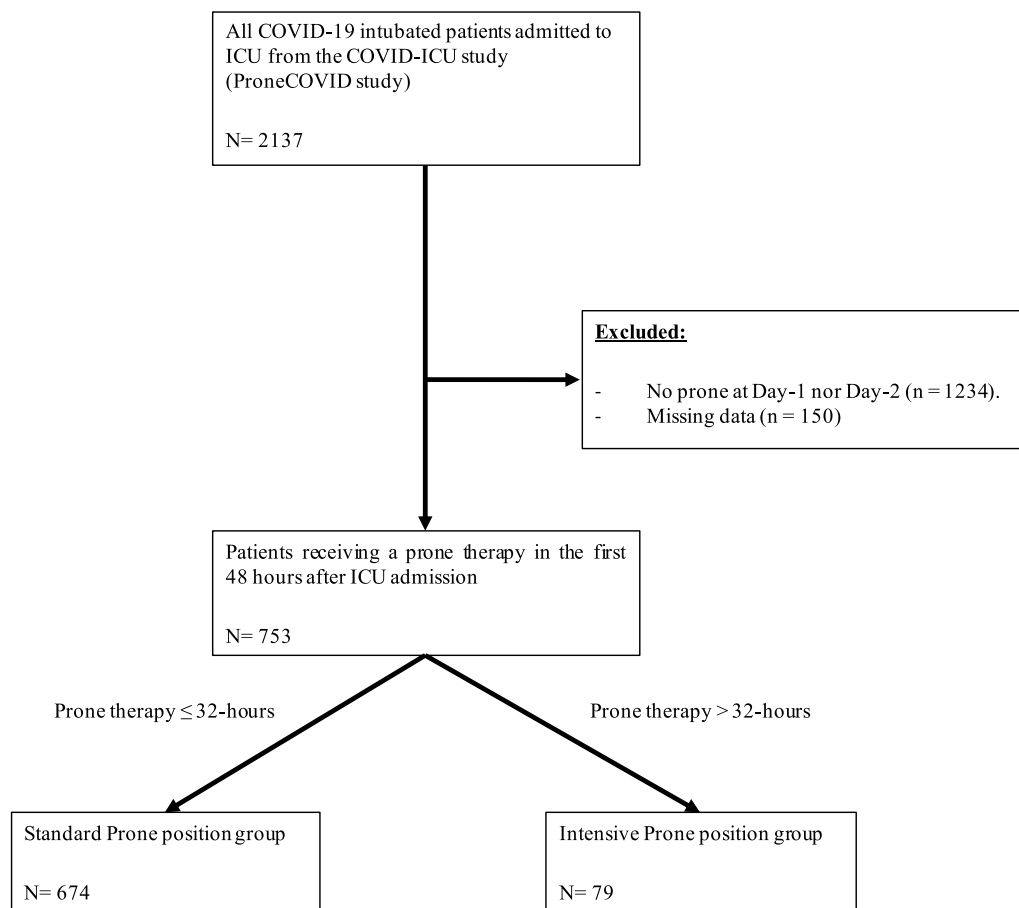 All COVID-19 intubated patients admitted to
ICU from the COVID-ICU study
(ProneCOVID study)
N= 2137
Excluded:
- No prone at Day-1 nor Day-2 (n = 1234).
- Missing data (n = 150)
Patients receiving a prone therapy in the first
48 hours after ICU admission
N= 753
Prone therapy ≤ 32-hours
Prone therapy > 32-hours
Standard Prone position group
N= 674
Intensive Prone position group
N= 79